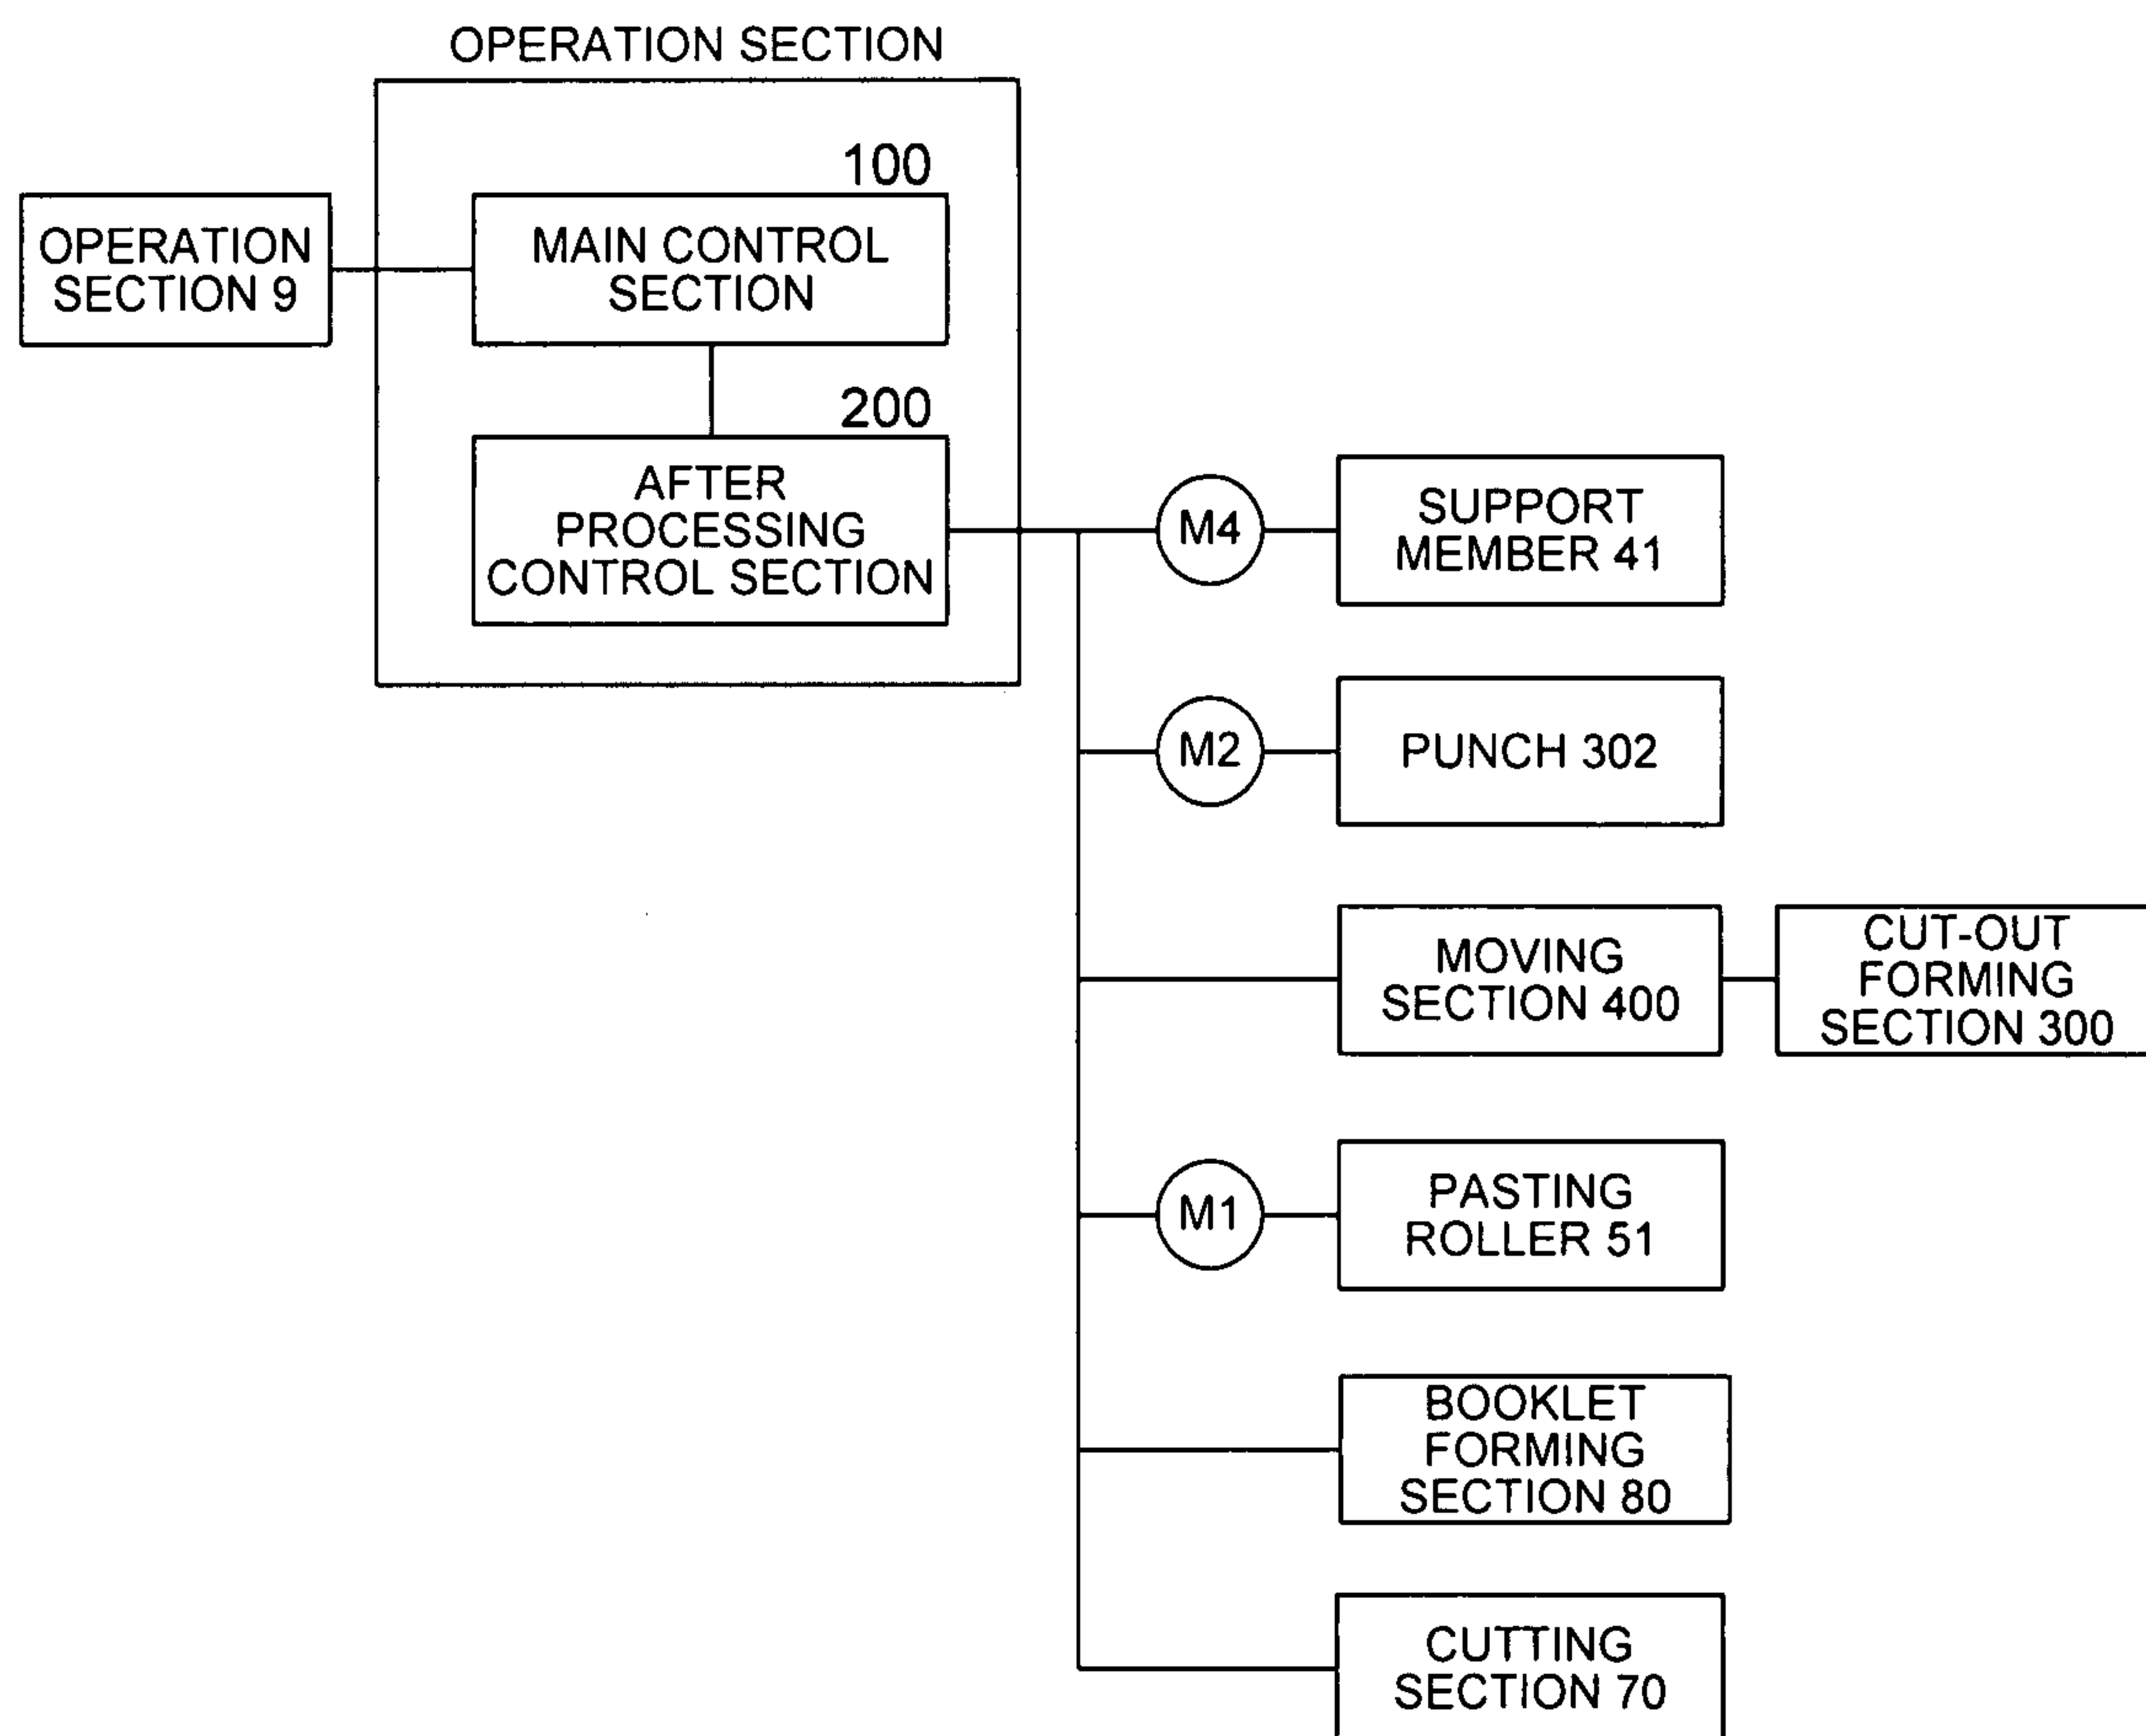 OPERATION SECTION
100
OPERATION
SECTION 9
MAIN CONTROL
SECTION
200
AFTER
PROCESSING
CONTROL SECTION
M4
SUPPORT
MEMBER 41
M2
PUNCH 302
MOVING
SECTION 400
CUT-OUT
FORMING
SECTION 300
M1
PASTING
ROLLER 51
BOOKLET
FORMING
SECTION 80
CUTTING
SECTION 70